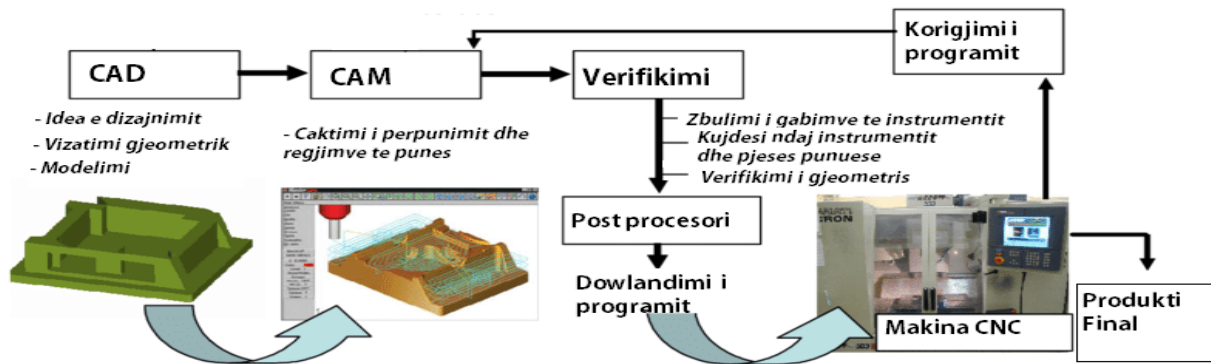 CAD
CAM
Verifikimi
Korigjimi i
programit
- Idea e dizajnimit
- Vizatimi gjeometrik
- Modelimi
- Caktimi i perpunimit dhe
regjimve te punes
Zbulimi i gabimve te instrumentit
Kujdesi ndaj instrumentit
dhe pjeses punuese
Verifikimi i gjeometris
Post procesori
Dowlandimi i
programit
Makina CNC
Produkti
Final